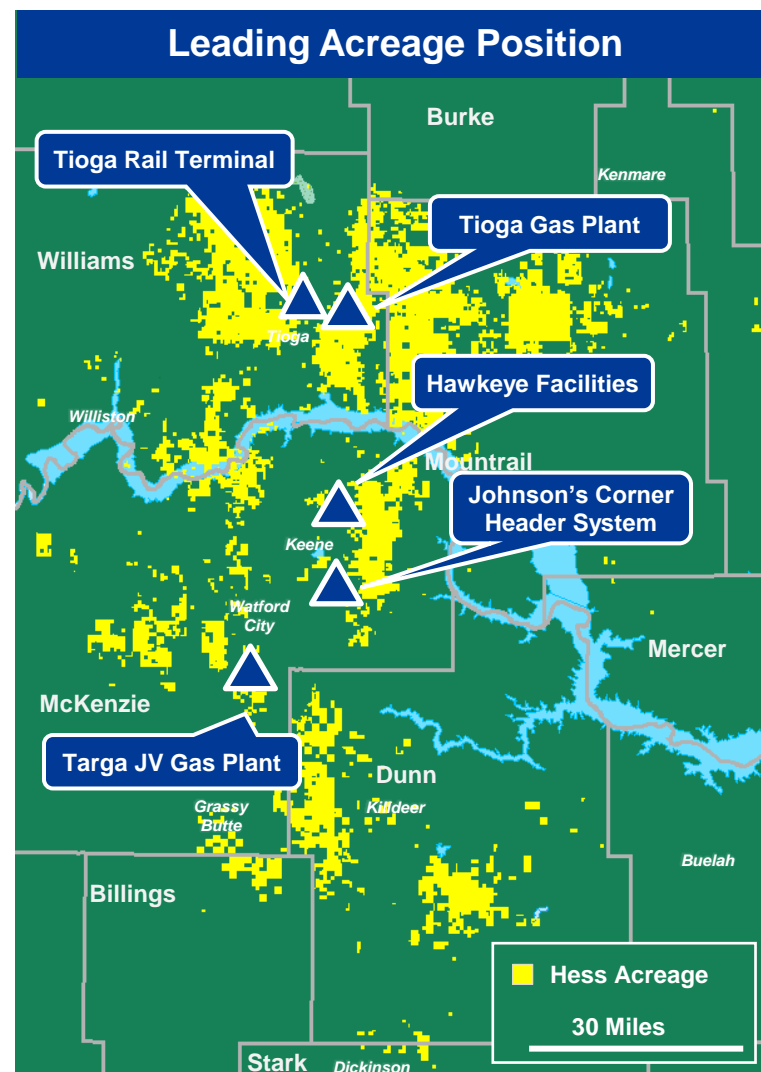 Leading Acreage Position
Burke
Tioga Rail Terminal
Kenmare
Tioga Gas Plant
Williams
Tioga
Hawkeye Facilities
Williston
Mountrail
Johnson's Corner
Header System
Keene
Watford
City
Mercer
McKenzie
Targa JV Gas Plant
Dunn
Grassy
Butte
Killdeer
Buelah
Billings
Hess Acreage
30 Miles
Stark
Dickinson